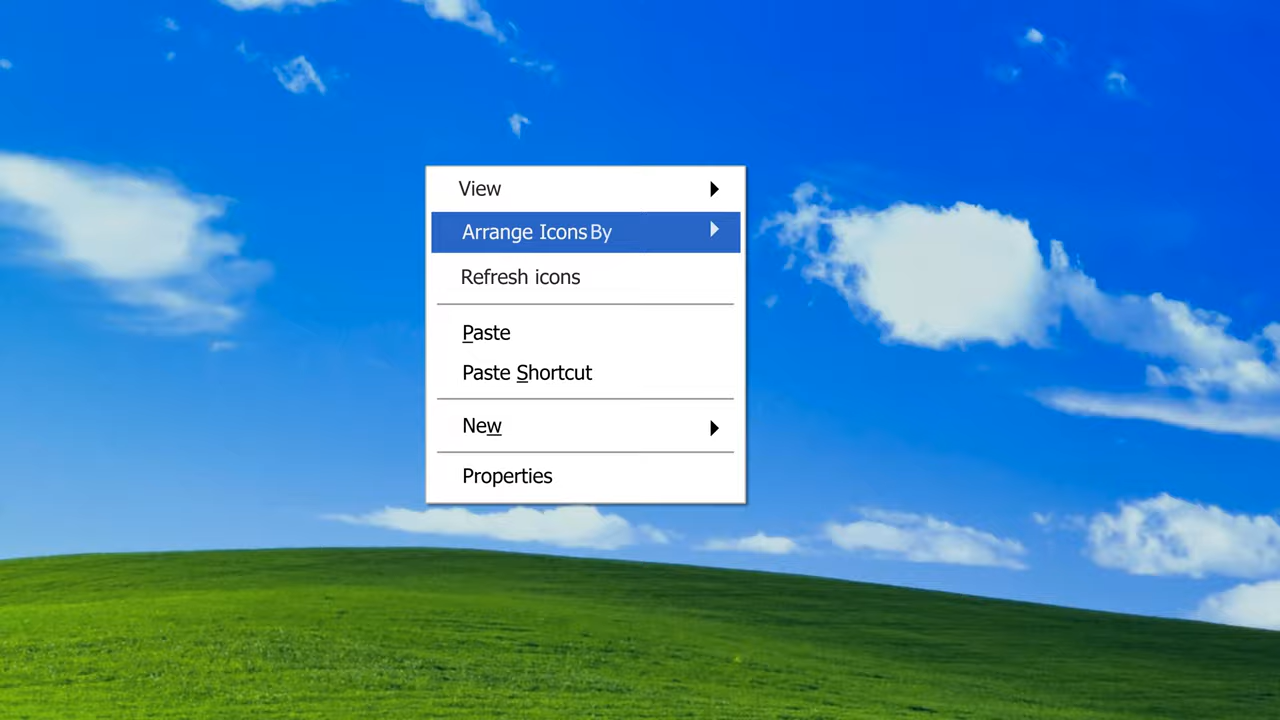 View
Arrange Icons By
Refresh icons
Paste
Paste Shortcut
New
Properties